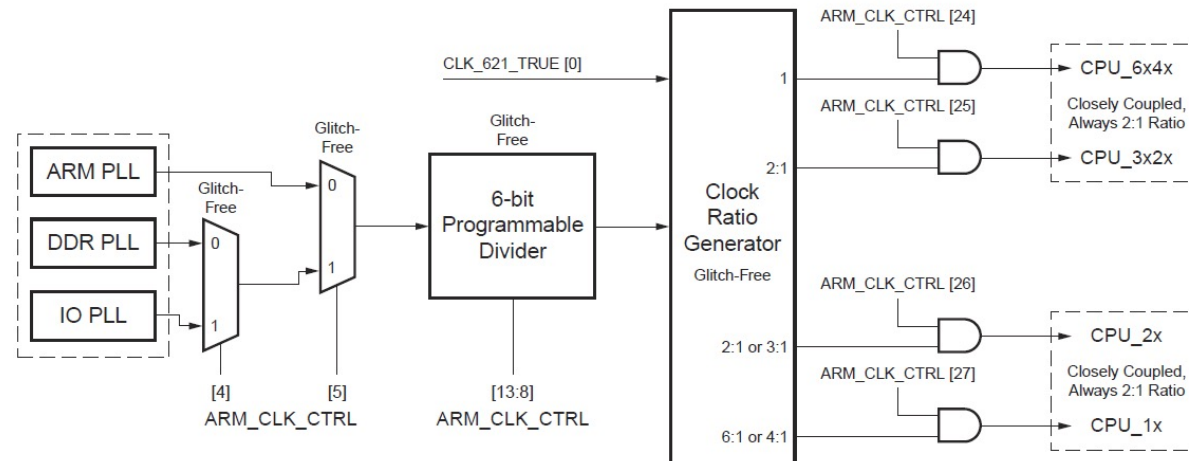 ARM_CLK_CTRL [24]
CLK_621_TRUE [0]
1
CPU_6x4x
Closely Coupled,
Always 2:1 Ratio
ARM_CLK_CTRL [25]
CPU_3x2x
2:1
Glitch-
Free
Glitch-
Free
ARM PLL
0
Glitch-
Free
6-bit
Programmable
Divider
Clock
Ratio
Generator
Glitch-Free
DDR PLL
0
1
IO PLL
1
ARM_CLK_CTRL [26]
2:1 or 3:1
CPU_2x
Closely Coupled,
Always 2:1 Ratio
ARM_CLK_CTRL [27]
6:1 or 4:1
CPU_1x
[4]
[5]
ARM_CLK_CTRL
[13:8]
ARM_CLK_CTRL